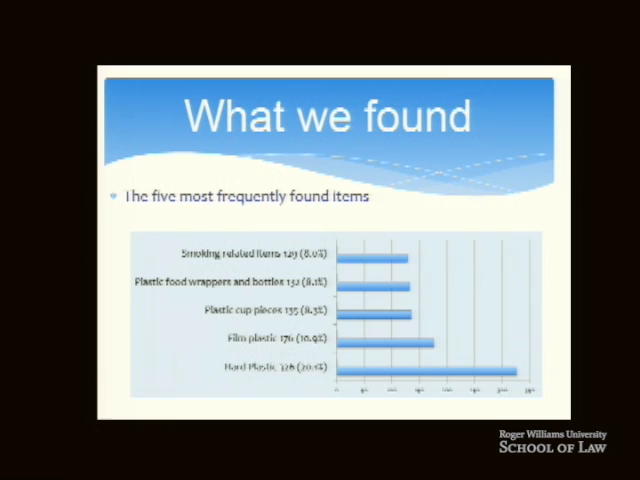 What we found
The five most frequently found items
Smoking related items 129 (8.0%)
Plastic food wrappers and bottles 132 (8.1%)
Plastic cup pieces 135 (8.3%)
Film plastic 176 (10.9%)
Hard Plastic 326 (20.1%)
Roger Williams University
SCHOOL OF LAW